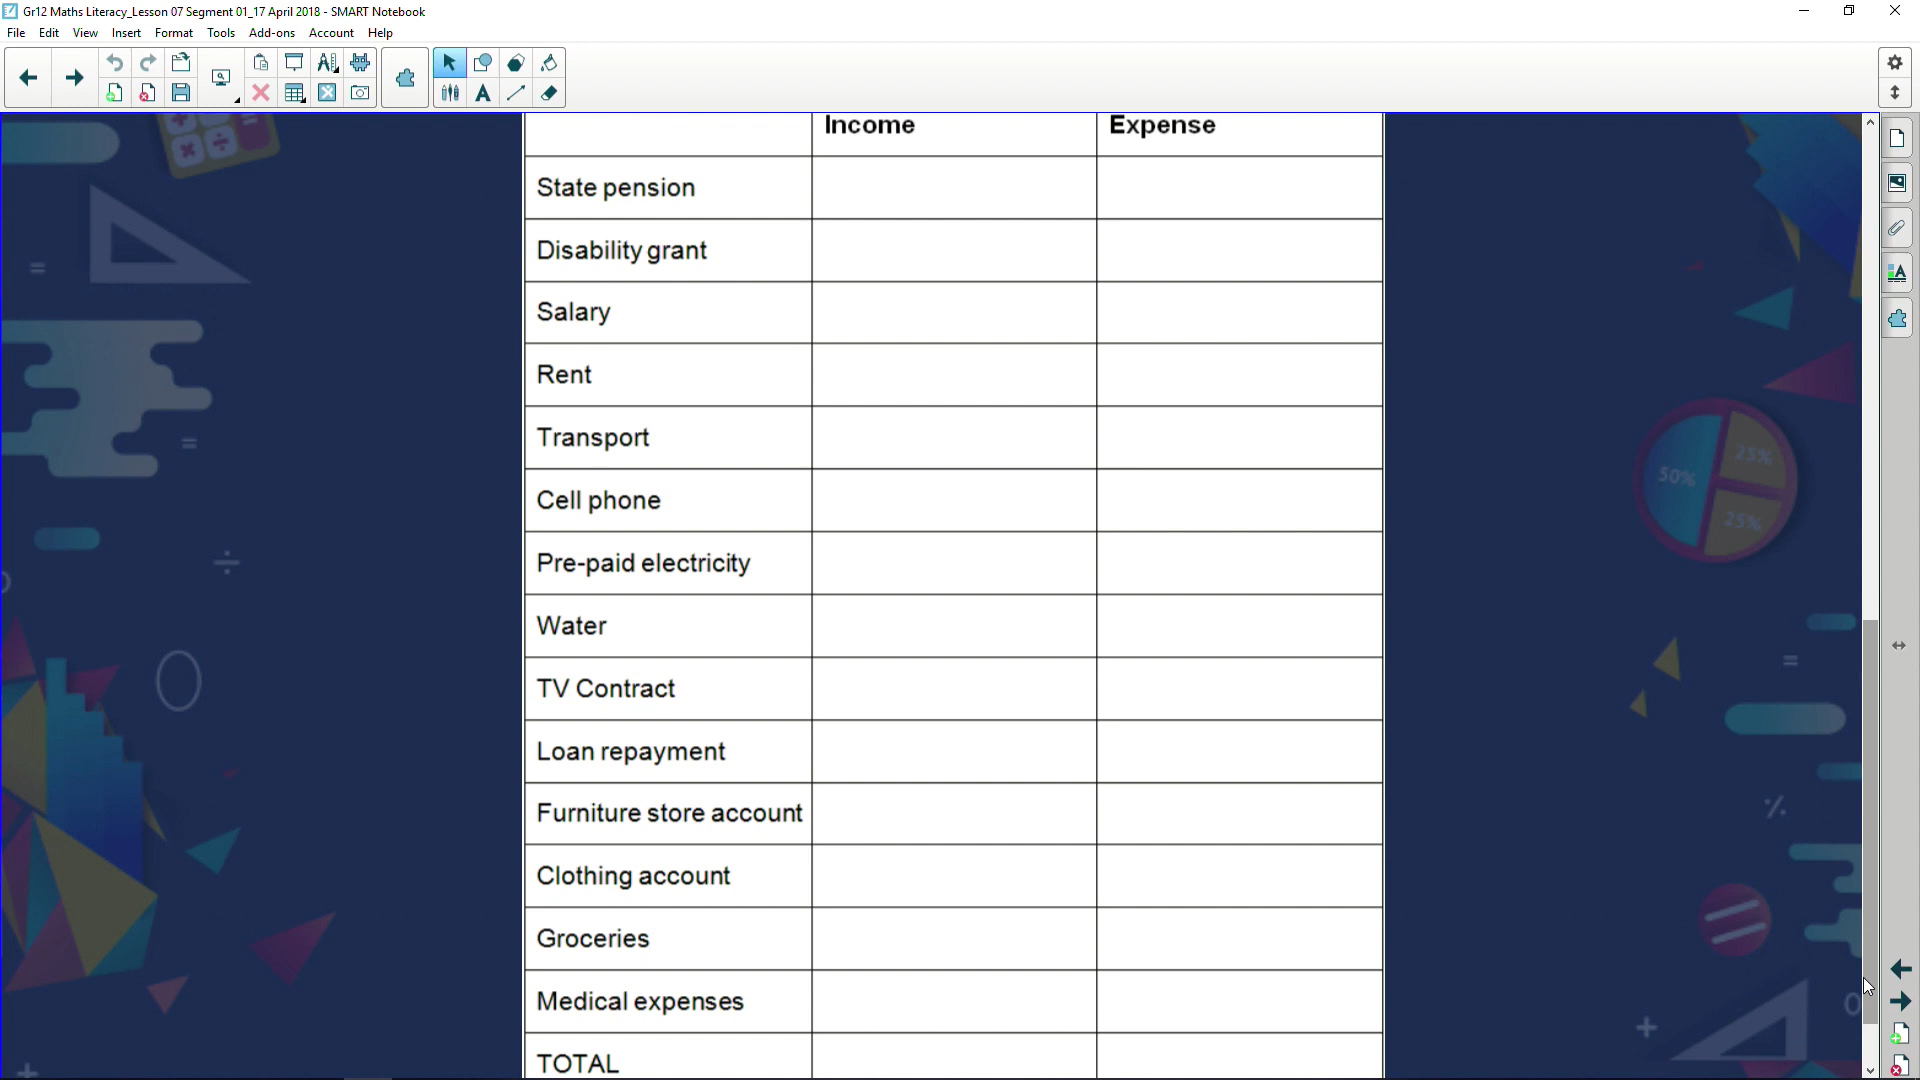 Gr12 Maths Literacy_Lesson 07 Segment 01_17 April 2018 - SMART Notebook
File Edit View Insert Format Tools Add-ons Account Help
Income Expense
State pension
Disability grant
Salary
Rent
Transport
Cell phone
Pre-paid electricity
Water
TV Contract
Loan repayment
Furniture store account
Clothing account
Groceries
Medical expenses
TOTAL
50%
25%
25%